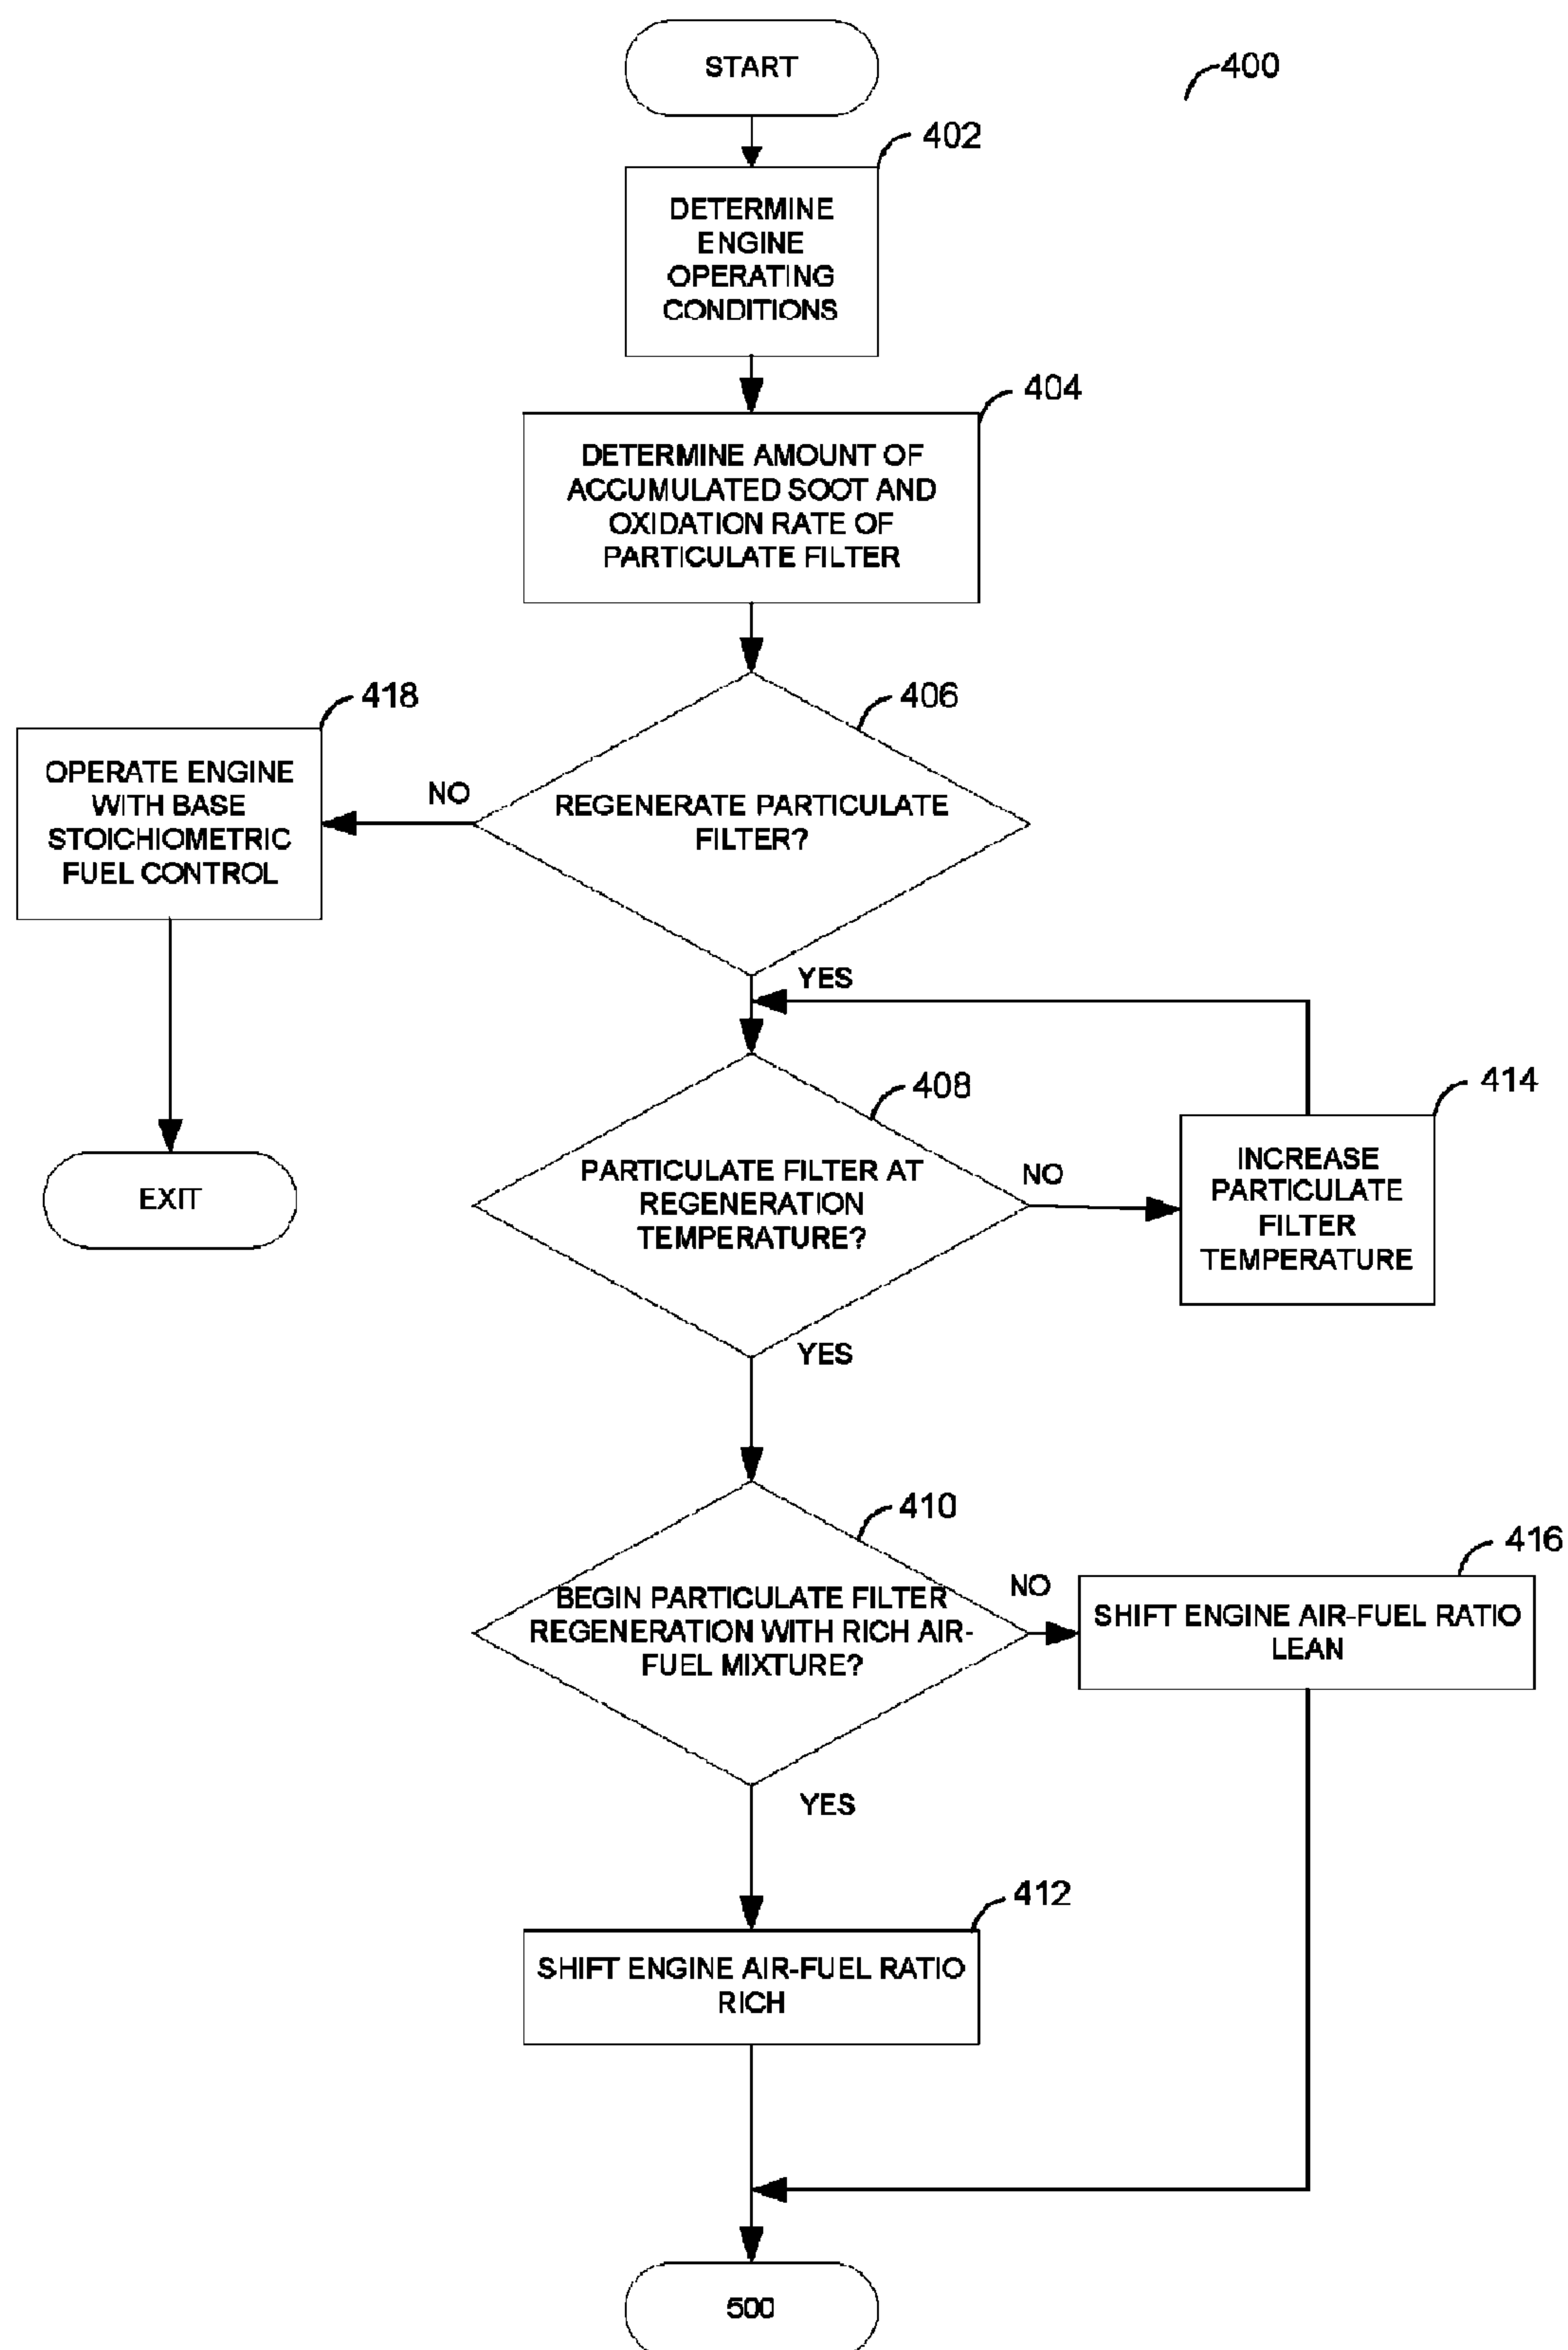 START
400
402
DETERMINE
ENGINE
OPERATING
CONDITIONS
404
DETERMINE AMOUNT OF
ACCUMULATED SOOT AND
OXIDATION RATE OF
PARTICULATE FILTER
418
406
OPERATE ENGINE
WITH BASE
STOICHIOMETRIC
FUEL CONTROL
NO
REGENERATE PARTICULATE
FILTER?
YES
408
414
EXIT
PARTICULATE FILTER AT
REGENERATION
TEMPERATURE?
NO
INCREASE
PARTICULATE
FILTER
TEMPERATURE
YES
410
416
BEGIN PARTICULATE FILTER
REGENERATION WITH RICH AIR-
FUEL MIXTURE?
NO
SHIFT ENGINE AIR-FUEL RATIO
LEAN
YES
412
SHIFT ENGINE AIR-FUEL RATIO
RICH
500